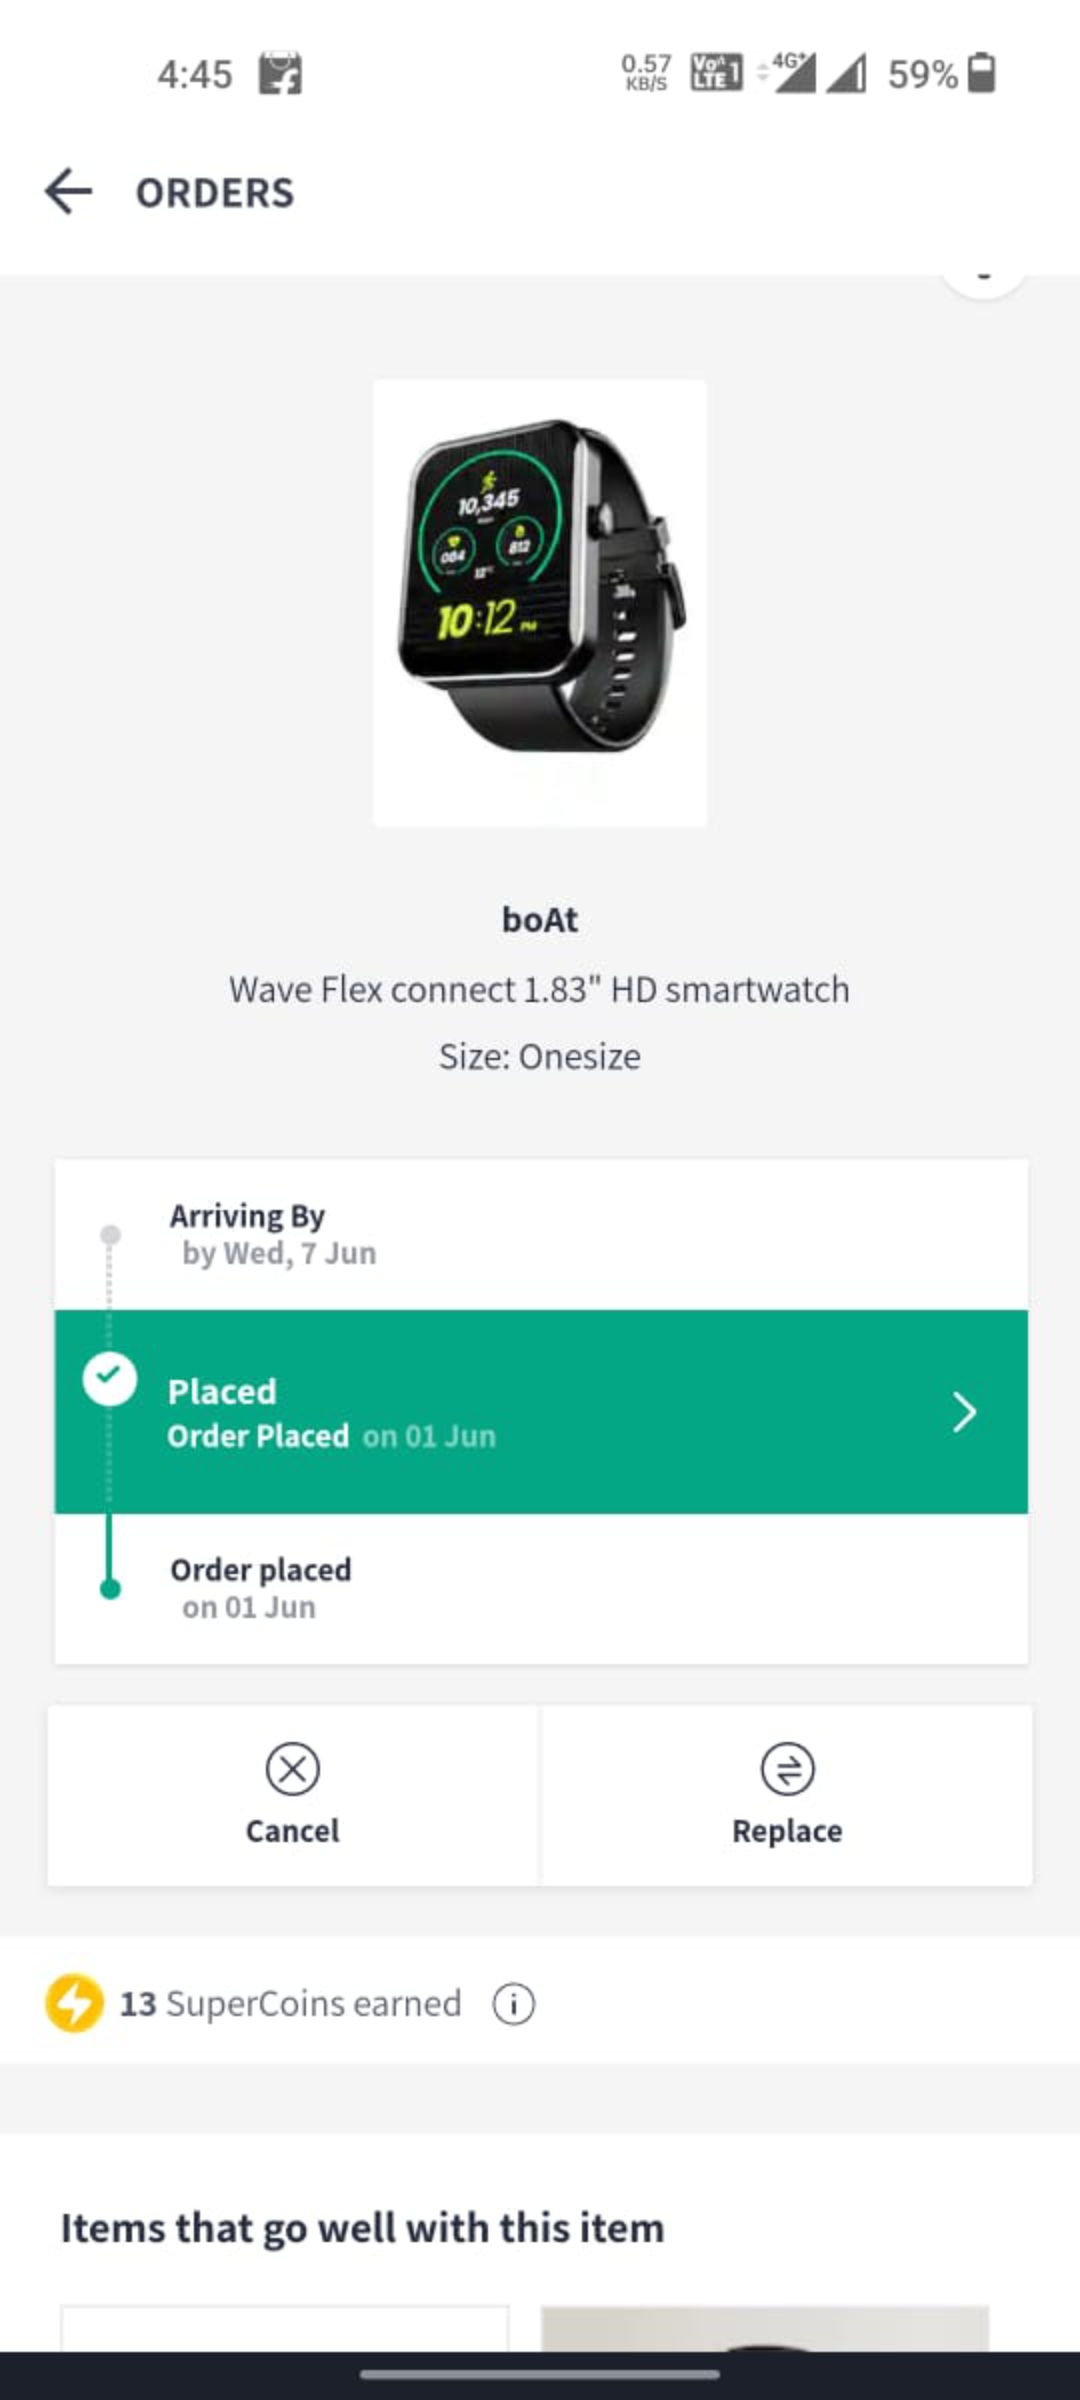 4:45
0.57
KB/S
Vo
LTE 1
4G+
59%
ORDERS
10,345
084
812
10:12 PM
boAt
Wave Flex connect 1.83" HD smartwatch
Size: Onesize
Arriving By
by Wed, 7 Jun
Placed
Order Placed on 01 Jun
Order placed
on 01 Jun
Cancel
Replace
13 SuperCoins earned
Items that go well with this item